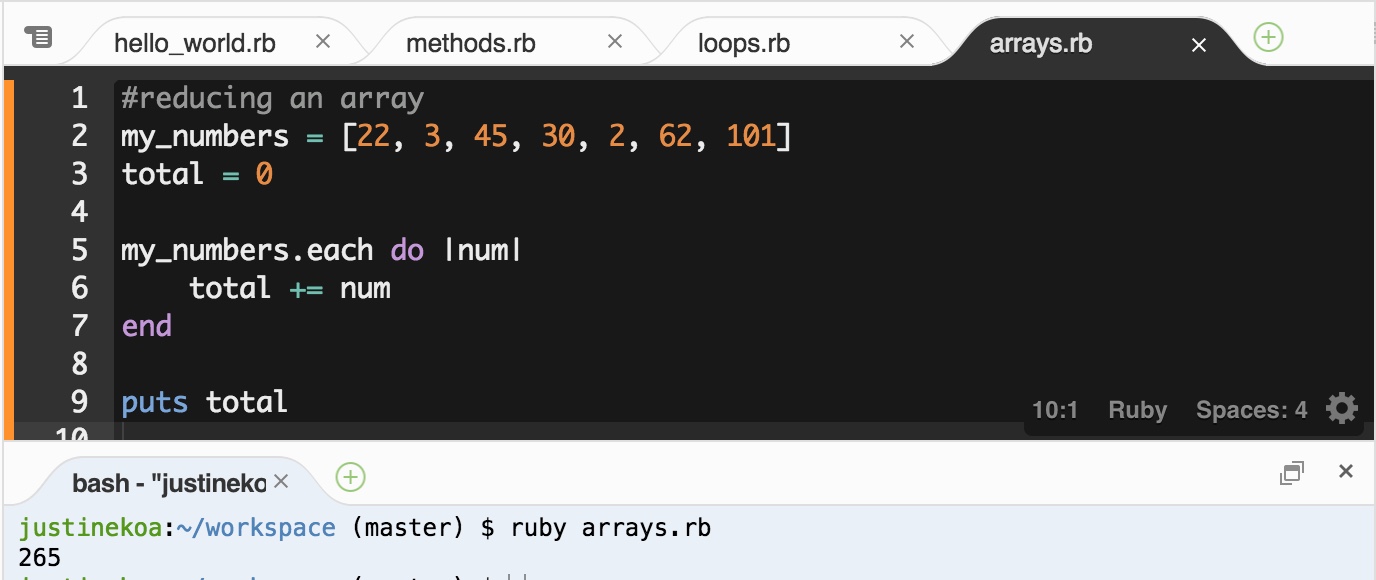 hello_world.rb methods.rb loops.rb arrays.rb
1 #reducing an array
2 my_numbers = [22, 3, 45, 30, 2, 62, 101]
3 total = 0
4
5 my_numbers.each do |num|
6     total += num
7 end
8
9 puts total
10
10:1 Ruby Spaces: 4
bash - "justineko
justinekoa:~/workspace (master) $ ruby arrays.rb
265